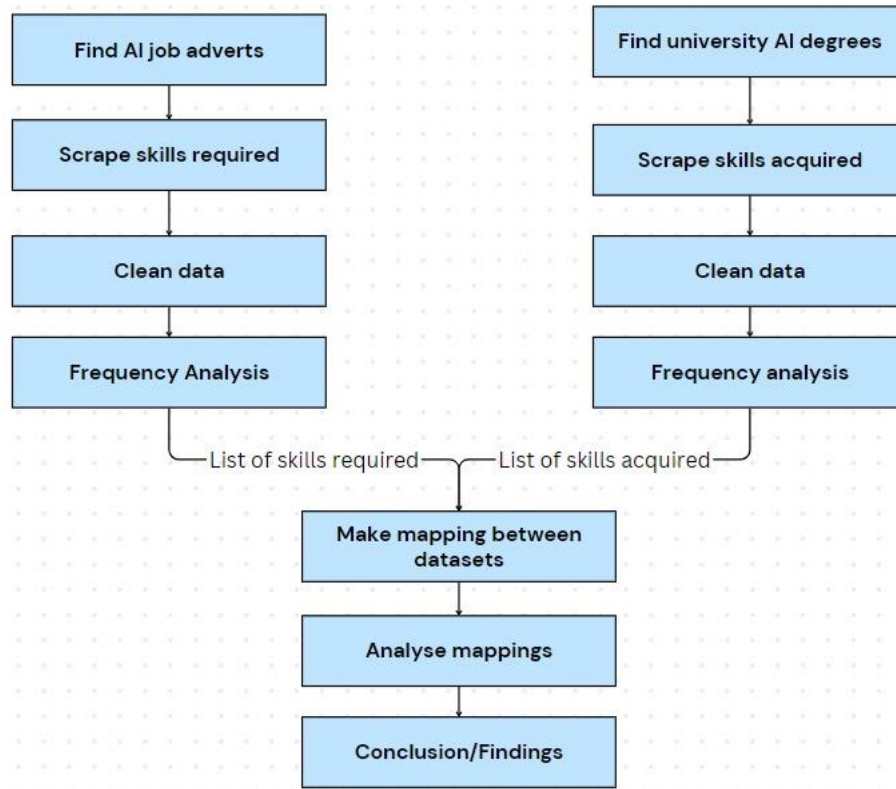 Find AI job adverts
Find university AI degrees
Scrape skills required
Scrape skills acquired
Clean data
Clean data
Frequency Analysis
Frequency analysis
List of skills required
List of skills acquired
Make mapping between
datasets
Analyse mappings
Conclusion/Findings